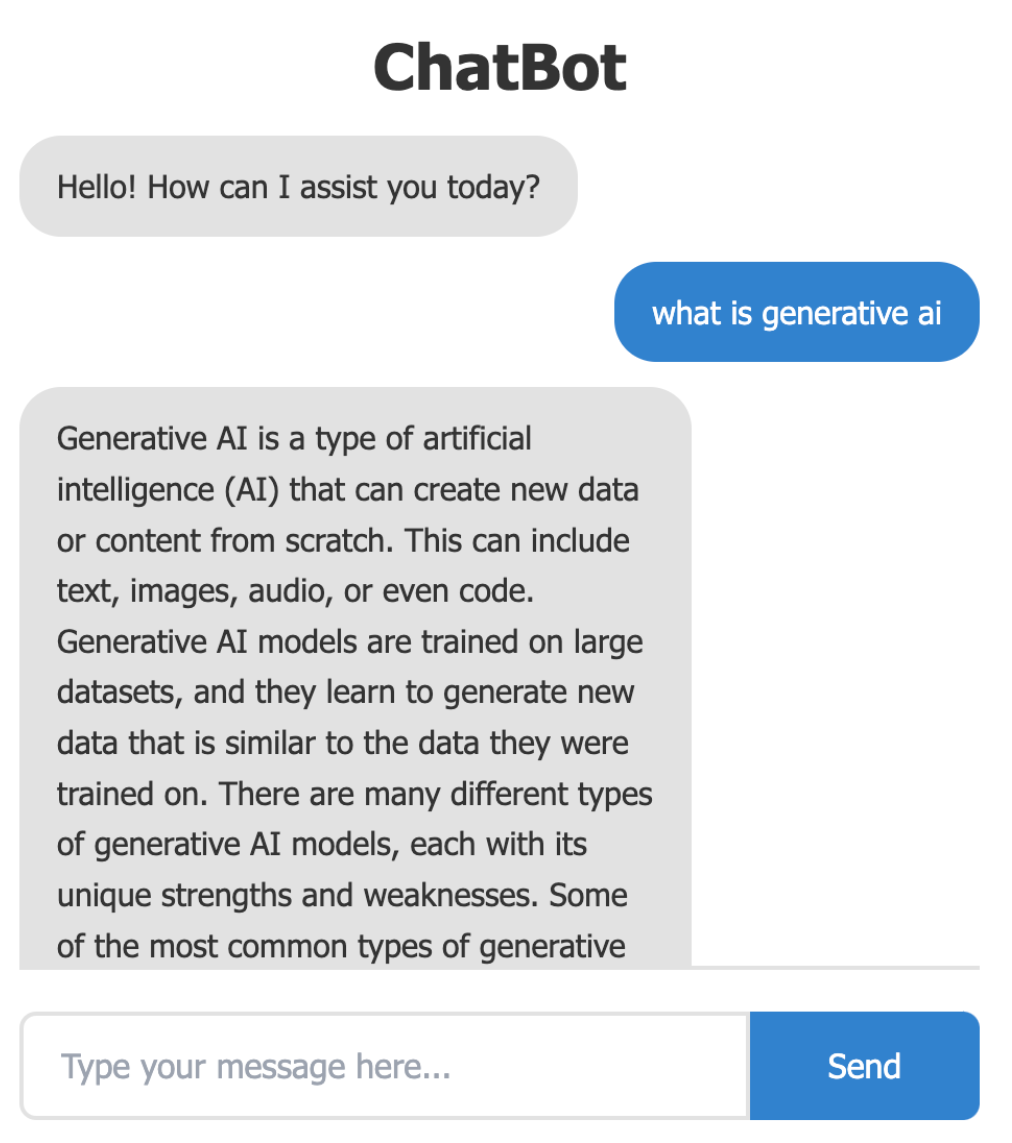 ChatBot
Hello! How can I assist you today?
what is generative ai
Generative AI is a type of artificial
intelligence (AI) that can create new data
or content from scratch. This can include
text, images, audio, or even code.
Generative AI models are trained on large
datasets, and they learn to generate new
data that is similar to the data they were
trained on. There are many different types
of generative AI models, each with its
unique strengths and weaknesses. Some
of the most common types of generative
Type your message here...
Send